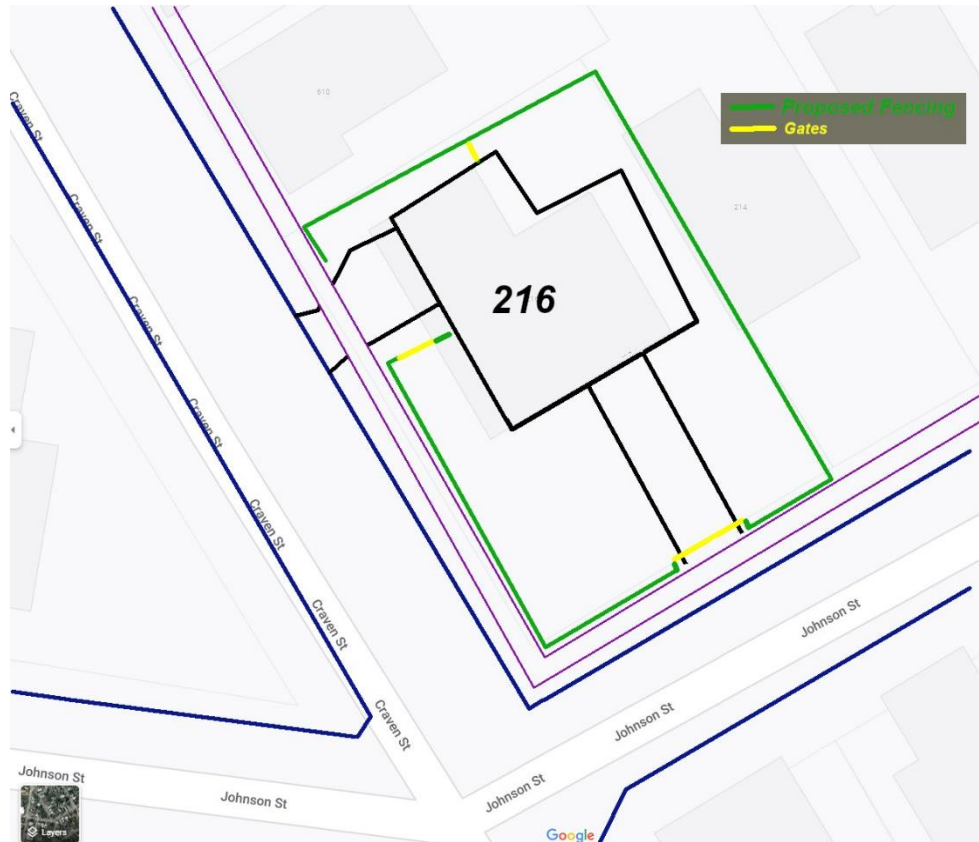 610
Proposed Fencing
Gates
Craven St
Craven St
214
216
Craven St
Craven St
Craven St
Craven St
Johnson St
Craven St
Johnson St
Johnson St
Johnson St
Johnson St
Layers
Google